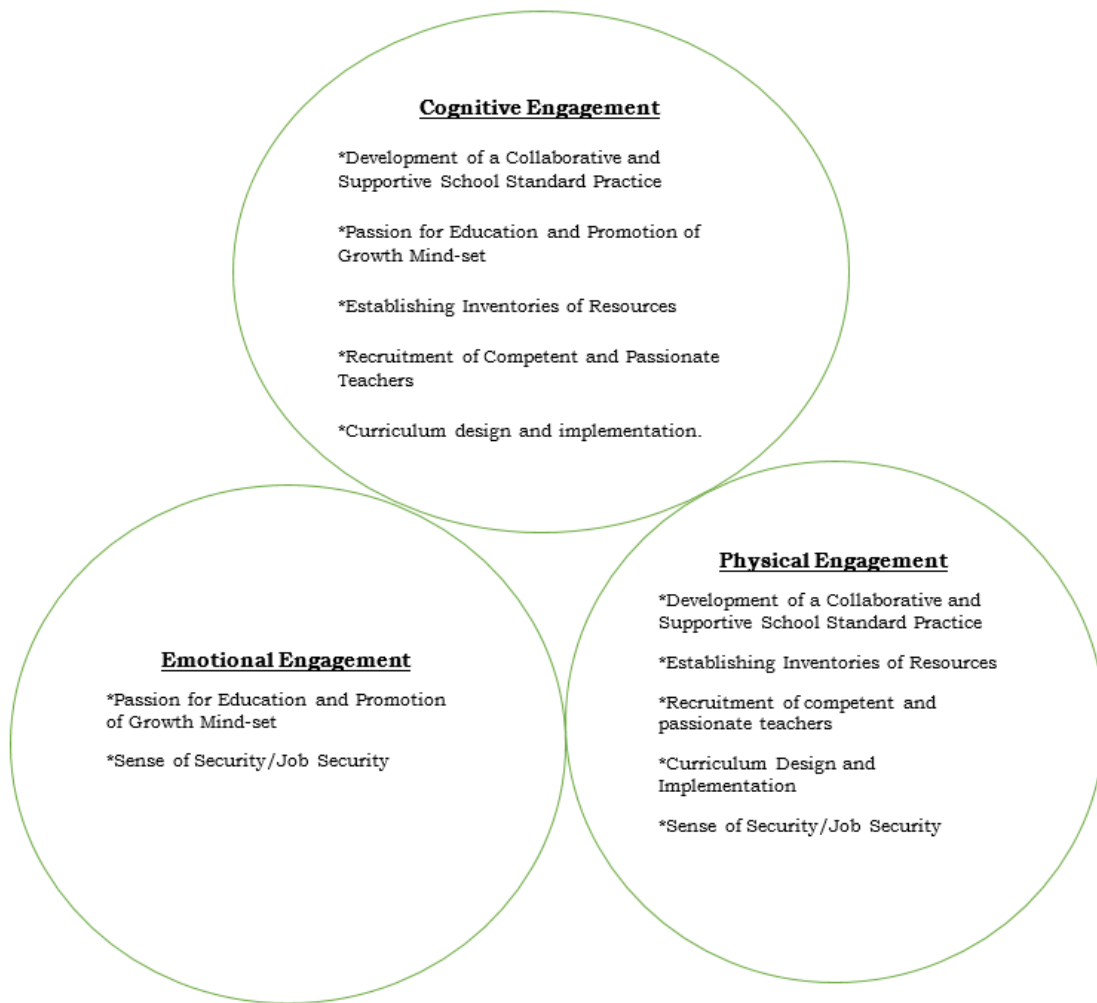 Cognitive Engagement
*Development of a Collaborative and
Supportive School Standard Practice
*Passion for Education and Promotion of
Growth Mind-set
*Establishing Inventories of Resources
*Recruitment of Competent and Passionate
Teachers
*Curriculum design and implementation.
Emotional Engagement
*Passion for Education and Promotion
of Growth Mind-set
*Sense of Security/Job Security
Physical Engagement
*Development of a Collaborative and
Supportive School Standard Practice
*Establishing Inventories of Resources
*Recruitment of competent and
passionate teachers
*Curriculum Design and
Implementation
*Sense of Security/Job Security